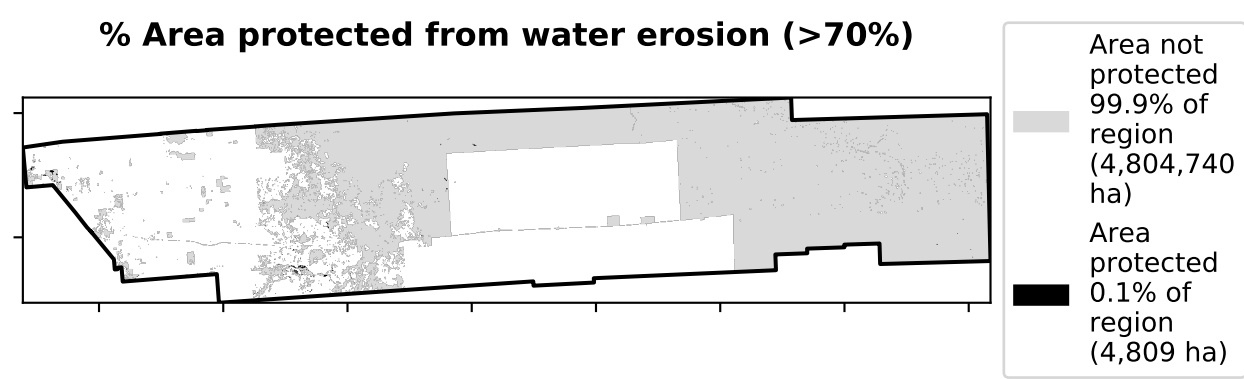 % Area protected from water erosion (>70%)
Area not
protected
99.9% of
region
(4,804,740
ha)
Area
protected
0.1% of
region
(4,809 ha)